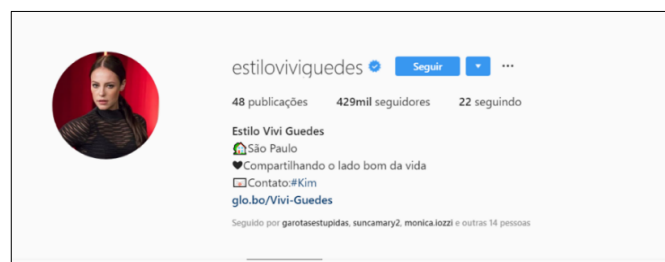 estiloviviguedes Seguir
48 publicações 429mil seguidores 22 seguindo
Estilo Vivi Guedes
São Paulo
Compartilhando o lado bom da vida
Contato:#Kim
glo.bo/Vivi-Guedes
Seguido por garotasestupidas, suncamary2, monica.iozzi e outras 14 pessoas